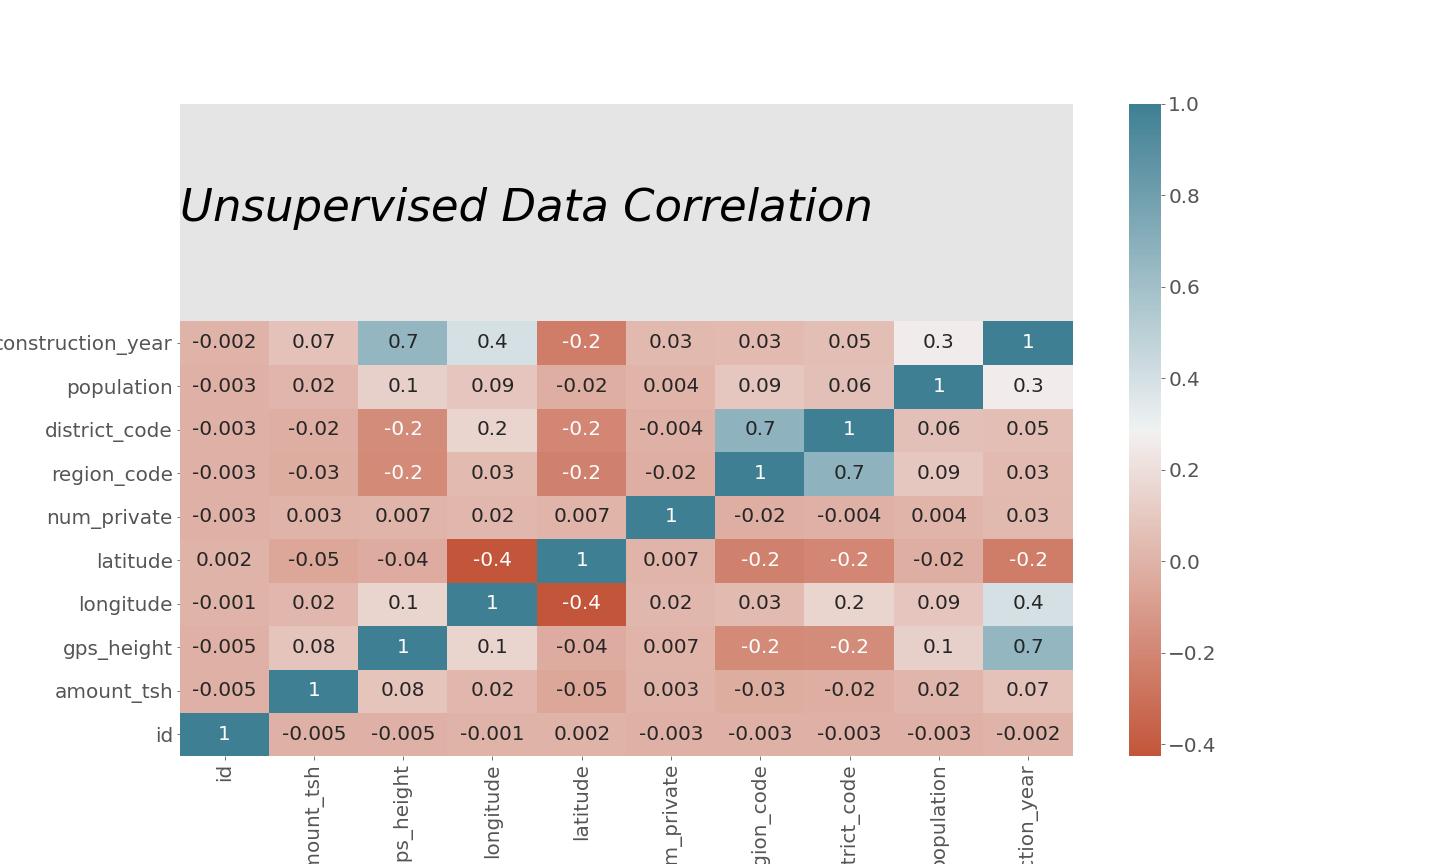 Unsupervised Data Correlation
construction_year -0.002 0.07 0.7 0.4 -0.2 0.03 0.03 0.05 0.3 1
population -0.003 0.02 0.1 0.09 -0.02 0.004 0.09 0.06 1 0.3
district_code -0.003 -0.02 -0.2 0.2 -0.2 -0.004 0.7 1 0.06 0.05
region_code -0.003 -0.03 -0.2 0.03 -0.2 -0.02 1 0.7 0.09 0.03
num_private -0.003 0.003 0.007 0.02 0.007 1 -0.02 -0.004 0.004 0.03
latitude 0.002 -0.05 -0.04 -0.4 1 0.007 -0.2 -0.2 -0.02 -0.2
longitude -0.001 0.02 0.1 1 -0.4 0.02 0.03 0.2 0.09 0.4
gps_height -0.005 0.08 1 0.1 -0.04 0.007 -0.2 -0.2 0.1 0.7
amount_tsh -0.005 1 0.08 0.02 -0.05 0.003 -0.03 -0.02 0.02 0.07
id 1 -0.005 -0.005 -0.001 0.002 -0.003 -0.003 -0.003 -0.003 -0.002
id
mount_tsh
ps_height
longitude
latitude
m_private
gion_code
trict_code
population
ction_year
1.0
0.8
0.6
0.4
0.2
0.0
−0.2
−0.4